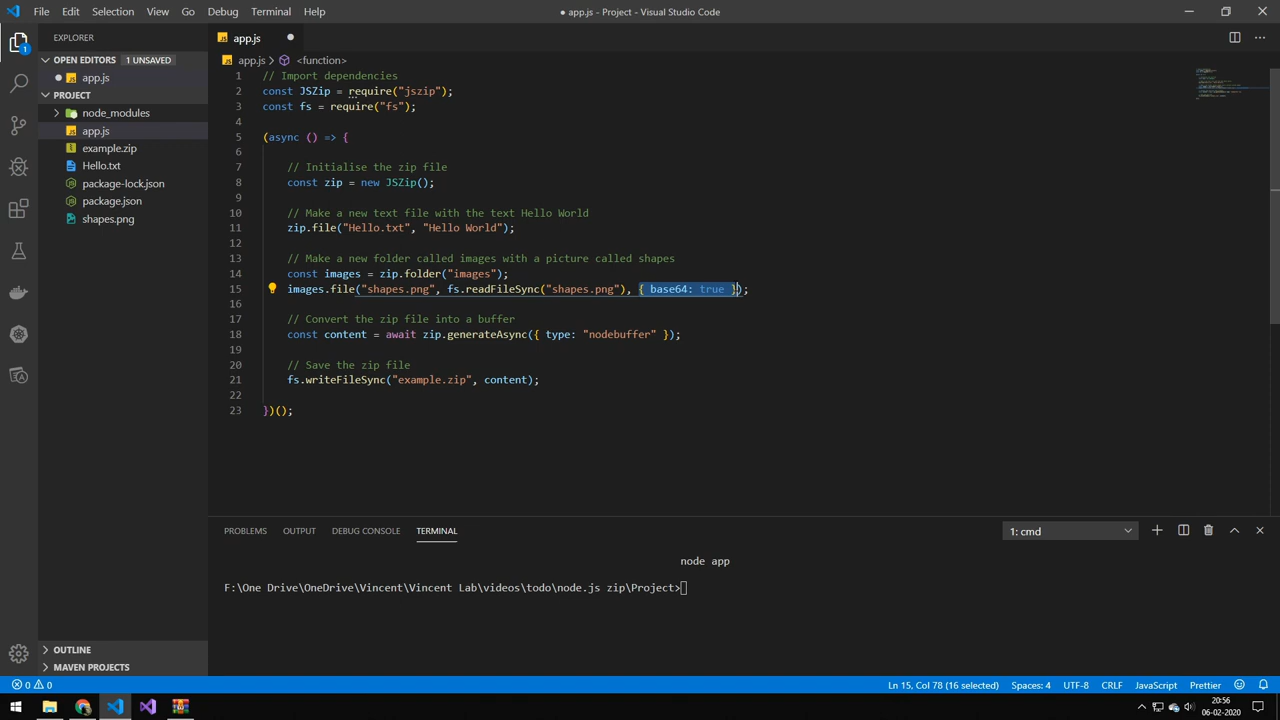 File Edit Selection View Go Debug Terminal Help
● app.js - Project - Visual Studio Code
EXPLORER
OPEN EDITORS 1 UNSAVED
JS app.js
PROJECT
node_modules
JS app.js
example.zip
Hello.txt
package-lock.json
package.json
shapes.png
OUTLINE
MAVEN PROJECTS
1
JS app.js
JS app.js > <function>
1 // Import dependencies
2 const JSZip = require("jszip");
3 const fs = require("fs");
4
5 (async () => {
6
7 // Initialise the zip file
8 const zip = new JSZip();
9
10 // Make a new text file with the text Hello World
11 zip.file("Hello.txt", "Hello World");
12
13 // Make a new folder called images with a picture called shapes
14 const images = zip.folder("images");
15 images.file("shapes.png", fs.readFileSync("shapes.png"), { base64: true });
16
17 // Convert the zip file into a buffer
18 const content = await zip.generateAsync({ type: "nodebuffer" });
19
20 // Save the zip file
21 fs.writeFileSync("example.zip", content);
22
23 })();
PROBLEMS OUTPUT DEBUG CONSOLE TERMINAL 1: cmd
node app
F:\One Drive\OneDrive\Vincent\Vincent Lab\videos\todo\node.js zip\Project>
0 0 Ln 15, Col 78 (16 selected) Spaces: 4 UTF-8 CRLF JavaScript Prettier
20:56
06-02-2020